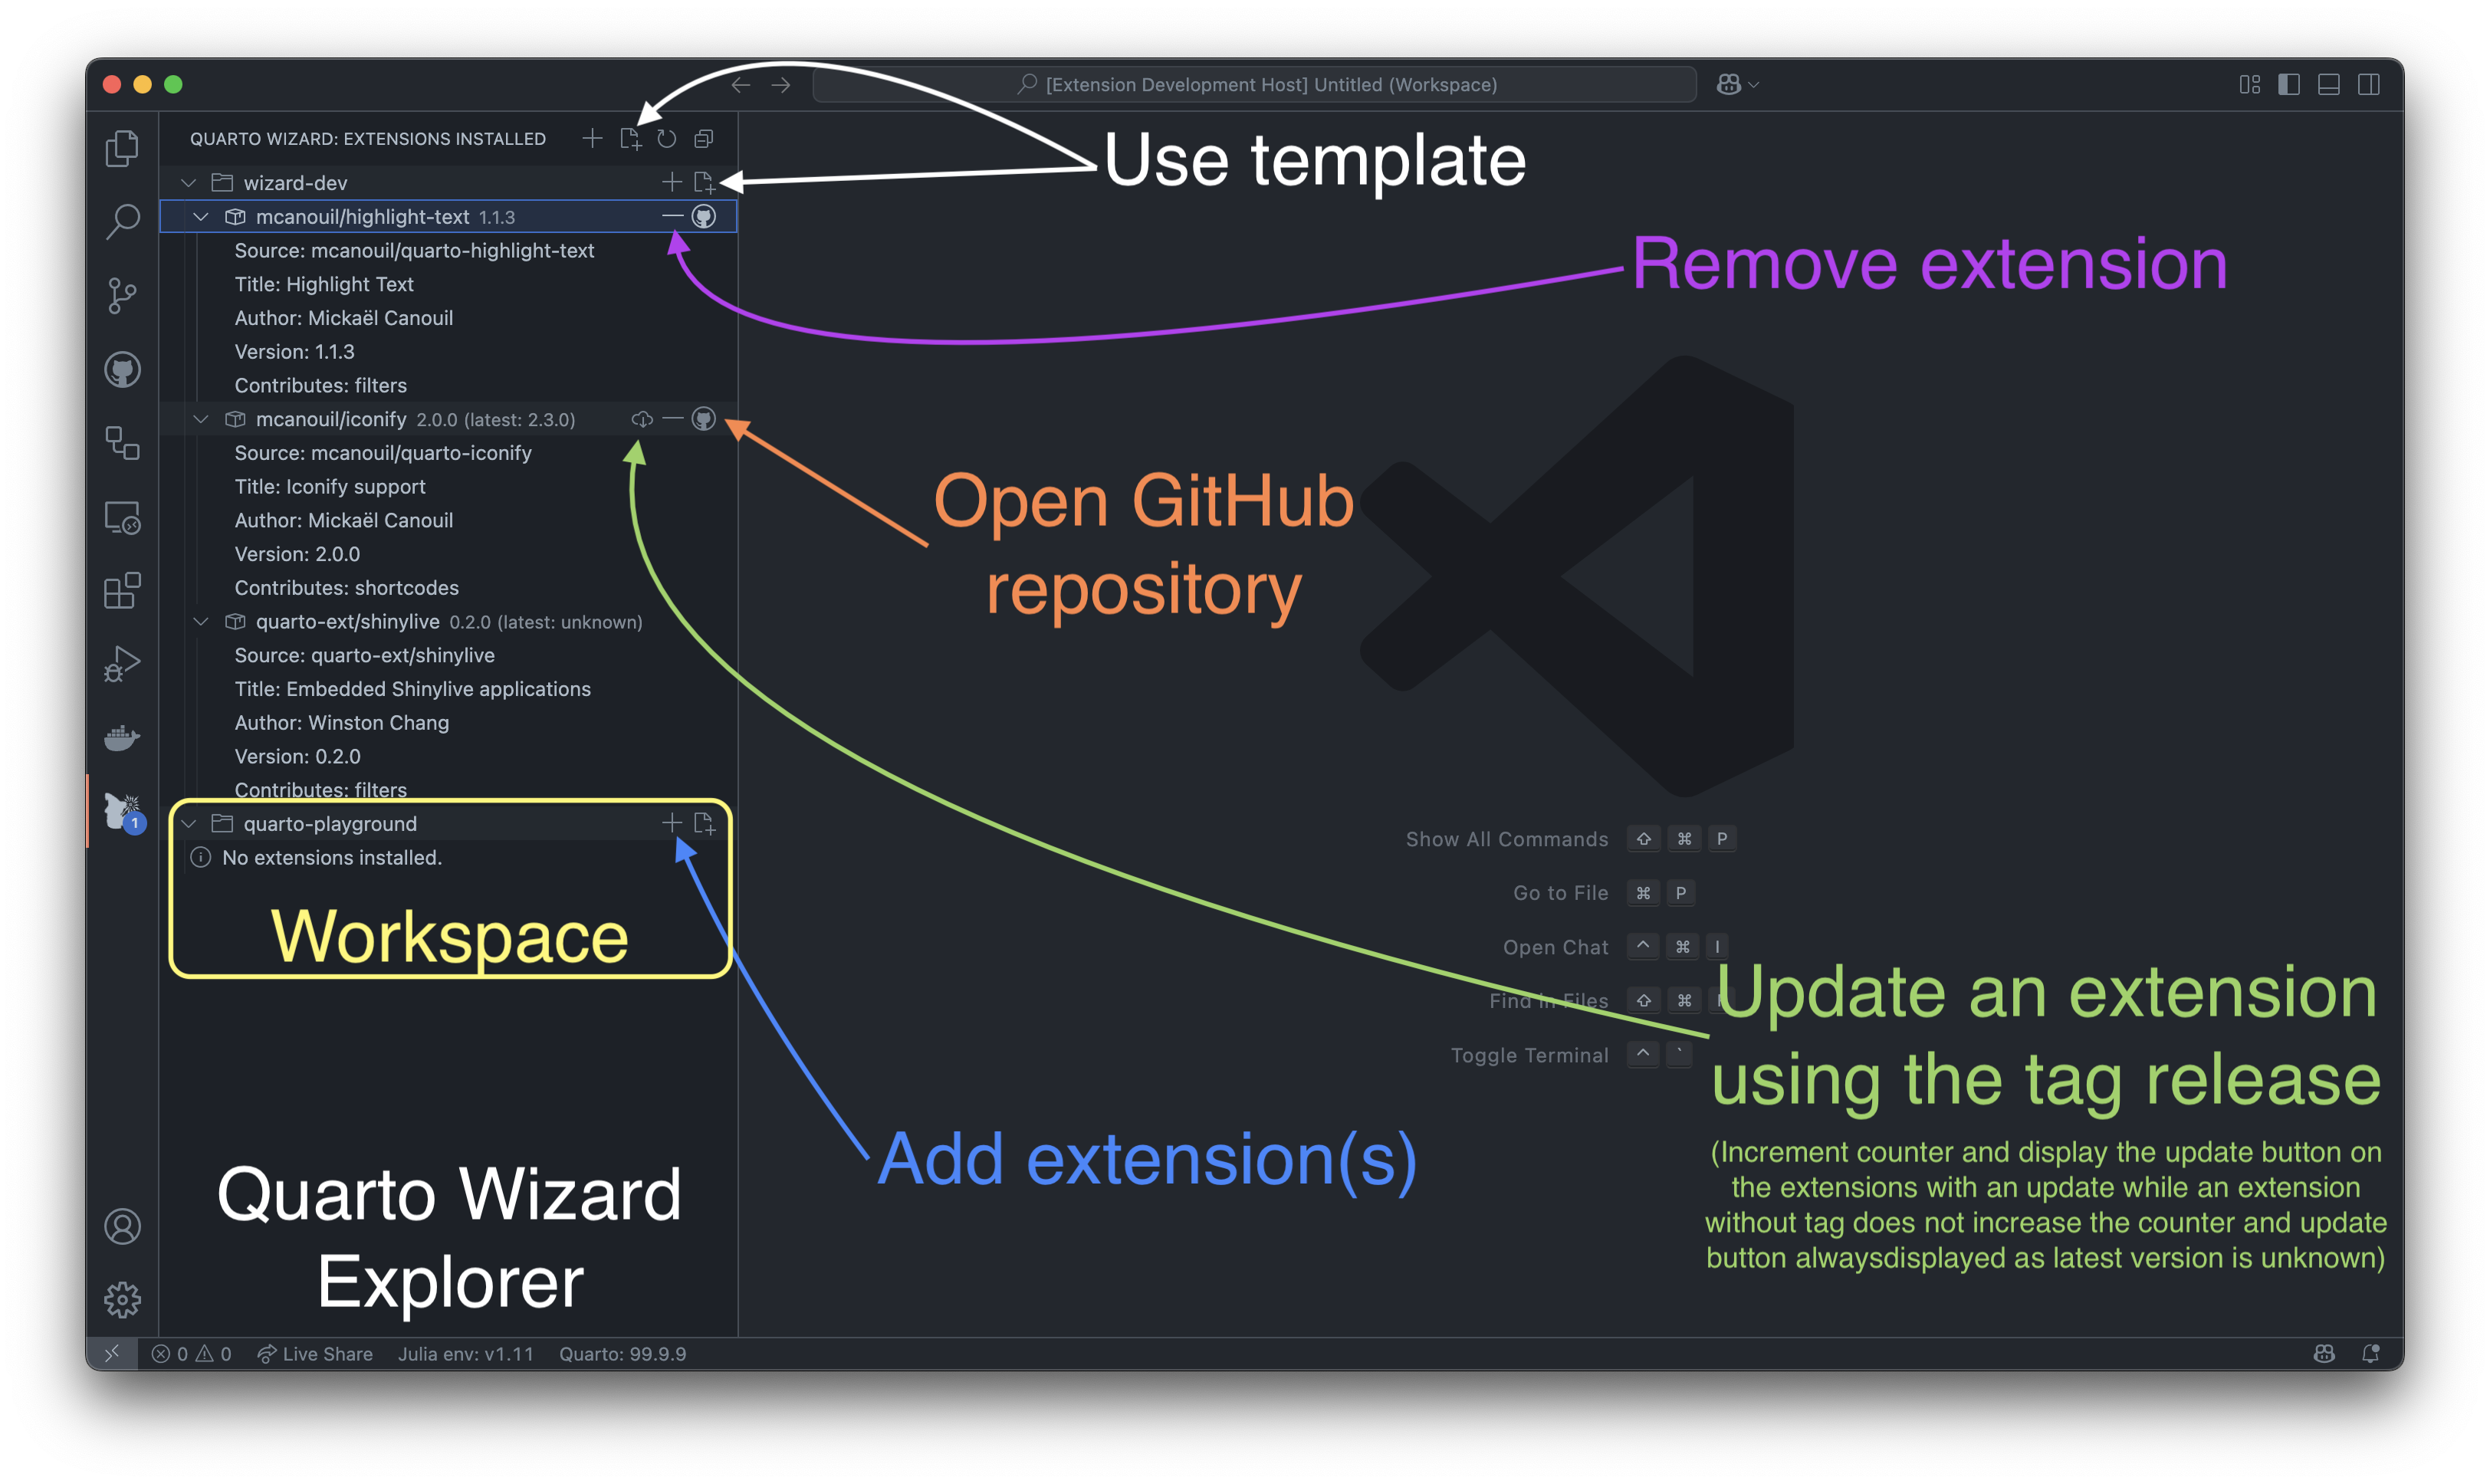 [Extension Development Host] Untitled (Workspace)
QUARTO WIZARD: EXTENSIONS INSTALLED
wizard-dev
mcanouil/highlight-text 1.1.3
Source: mcanouil/quarto-highlight-text
Title: Highlight Text
Author: Mickaël Canouil
Version: 1.1.3
Contributes: filters
mcanouil/iconify 2.0.0 (latest: 2.3.0)
Source: mcanouil/quarto-iconify
Title: Iconify support
Author: Mickaël Canouil
Version: 2.0.0
Contributes: shortcodes
quarto-ext/shinylive 0.2.0 (latest: unknown)
Source: quarto-ext/shinylive
Title: Embedded Shinylive applications
Author: Winston Chang
Version: 0.2.0
Contributes: filters
quarto-playground
No extensions installed.
1
Workspace
Quarto Wizard
Explorer
Use template
Remove extension
Open GitHub
repository
Show All Commands ⇧ ⌘ P
Go to File ⌘ P
Open Chat ^ ⌘ I
Find in Files ⇧ ⌘
Toggle Terminal ^ `
Add extension(s)
Update an extension
using the tag release
(Increment counter and display the update button on
the extensions with an update while an extension
without tag does not increase the counter and update
button alwaysdisplayed as latest version is unknown)
0 0 Live Share Julia env: v1.11 Quarto: 99.9.9